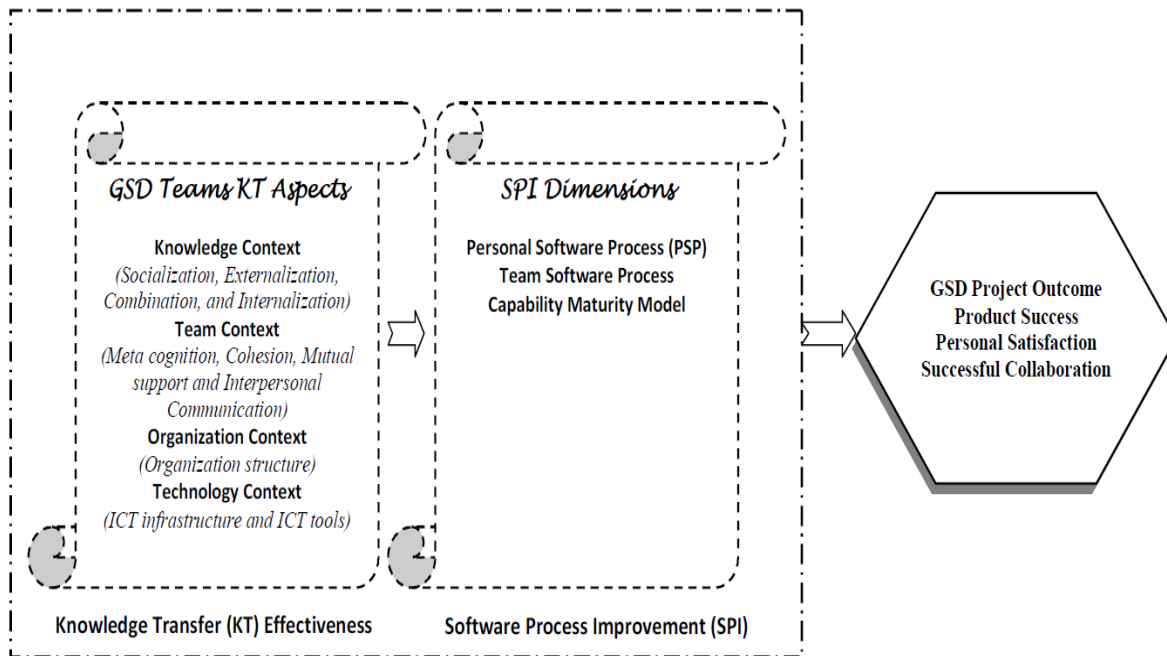 GSD Teams KT Aspects
Knowledge Context
(Socialization, Externalization,
Combination, and Internalization)
Team Context
(Meta cognition, Cohesion, Mutual
support and Interpersonal
Communication)
Organization Context
(Organization structure)
Technology Context
(ICT infrastructure and ICT tools)
Knowledge Transfer (KT) Effectiveness
SPI Dimensions
Personal Software Process (PSP)
Team Software Process
Capability Maturity Model
Software Process Improvement (SPI)
GSD Project Outcome
Product Success
Personal Satisfaction
Successful Collaboration